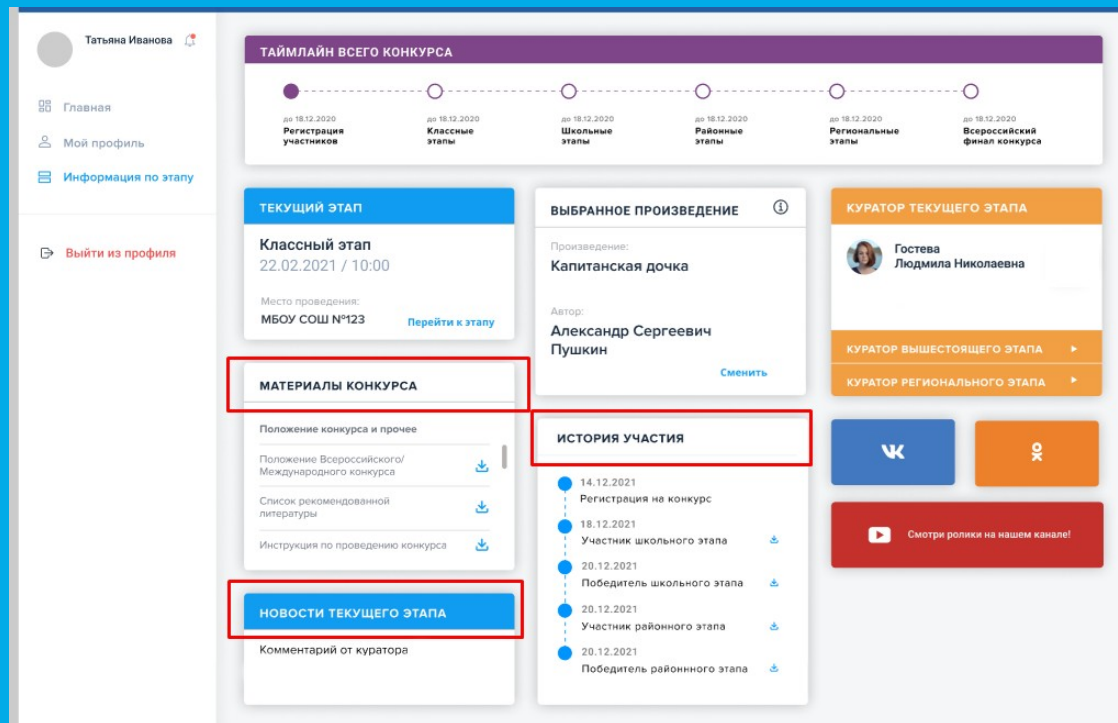 Татьяна Иванова
Главная
Мой профиль
Информация по этапу
Выйти из профиля
ТАЙМЛАЙН ВСЕГО КОНКУРСА
до 18.12.2020
Регистрация
участников
до 18.12.2020
Классные
этапы
до 18.12.2020
Школьные
этапы
до 18.12.2020
Районные
этапы
до 18.12.2020
Региональные
этапы
до 18.12.2020
Всероссийский
финал конкурса
ТЕКУЩИЙ ЭТАП
Классный этап
22.02.2021 / 10:00
Место проведения:
МБОУ СОШ №123
Перейти к этапу
МАТЕРИАЛЫ КОНКУРСА
Положение конкурса и прочее
Положение Всероссийского/
Международного конкурса
Список рекомендованной
литературы
Инструкция по проведению конкурса
НОВОСТИ ТЕКУЩЕГО ЭТАПА
Комментарий от куратора
ВЫБРАННОЕ ПРОИЗВЕДЕНИЕ
Произведение:
Капитанская дочка
Автор:
Александр Сергеевич
Пушкин
Сменить
ИСТОРИЯ УЧАСТИЯ
14.12.2021
Регистрация на конкурс
18.12.2021
Участник школьного этапа
20.12.2021
Победитель школьного этапа
20.12.2021
Участник районного этапа
20.12.2021
Победитель районнного этапа
КУРАТОР ТЕКУЩЕГО ЭТАПА
Гостева
Людмила Николаевна
КУРАТОР ВЫШЕСТОЯЩЕГО ЭТАПА
КУРАТОР РЕГИОНАЛЬНОГО ЭТАПА
Смотри ролики на нашем канале!